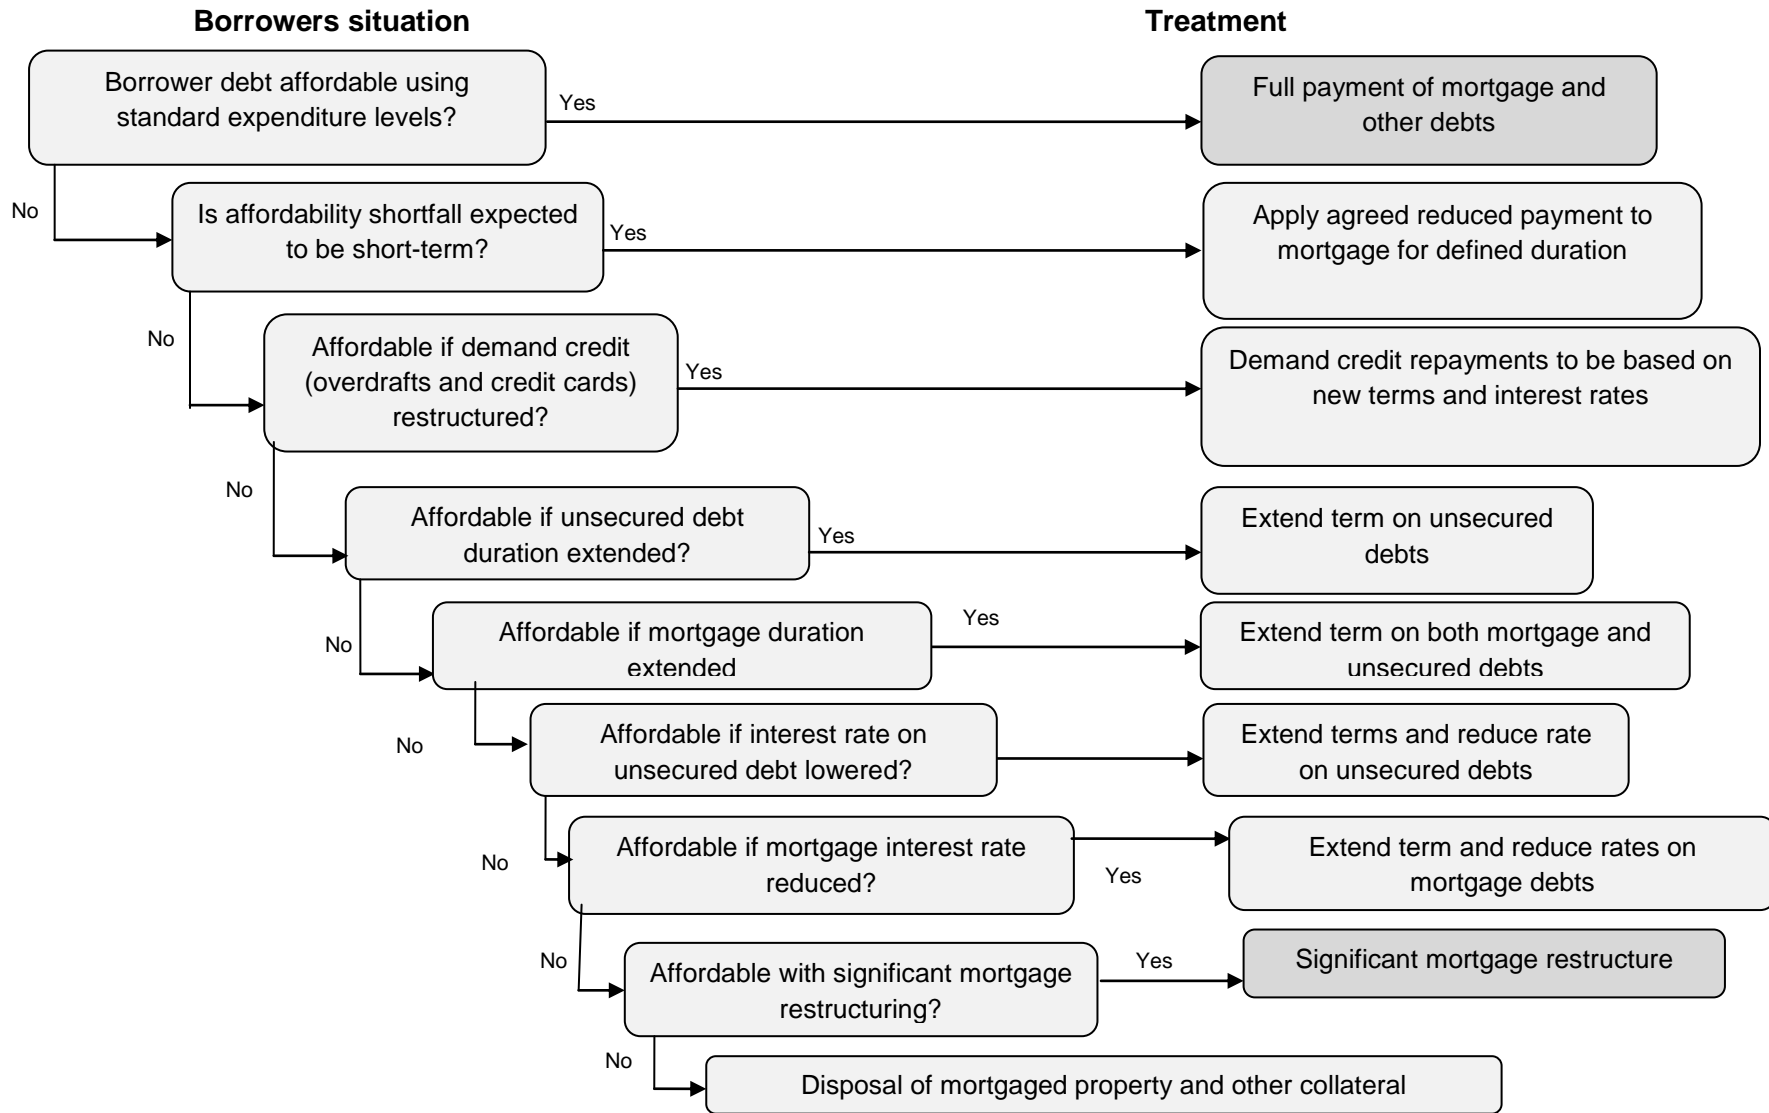 Borrowers situation
Treatment
Borrower debt affordable using
standard expenditure levels?
Yes
Full payment of mortgage and
other debts
No
Is affordability shortfall expected
to be short-term?
Yes
Apply agreed reduced payment to
mortgage for defined duration
No
Affordable if demand credit
(overdrafts and credit cards)
restructured?
Yes
Demand credit repayments to be based on
new terms and interest rates
No
Affordable if unsecured debt
duration extended?
Yes
Extend term on unsecured
debts
No
Affordable if mortgage duration
extended
Yes
Extend term on both mortgage and
unsecured debts
No
Affordable if interest rate on
unsecured debt lowered?
Extend terms and reduce rate
on unsecured debts
No
Affordable if mortgage interest rate
reduced?
Yes
Extend term and reduce rates on
mortgage debts
No
Affordable with significant mortgage
restructuring?
Yes
Significant mortgage restructure
No
Disposal of mortgaged property and other collateral